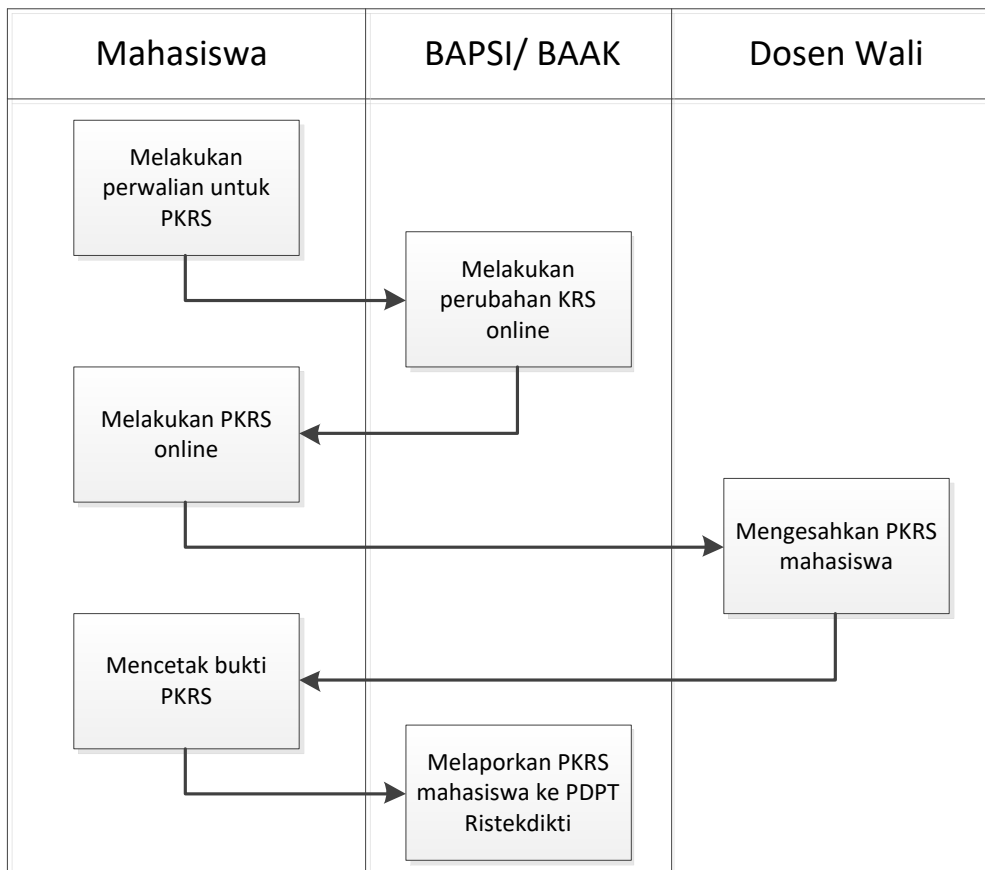 Mahasiswa
BAPSI/ BAAK
Dosen Wali
Melakukan
perwalian untuk
PKRS
Melakukan
perubahan KRS
online
Melakukan PKRS
online
Mengesahkan PKRS
mahasiswa
Mencetak bukti
PKRS
Melaporkan PKRS
mahasiswa ke PDPT
Ristekdikti